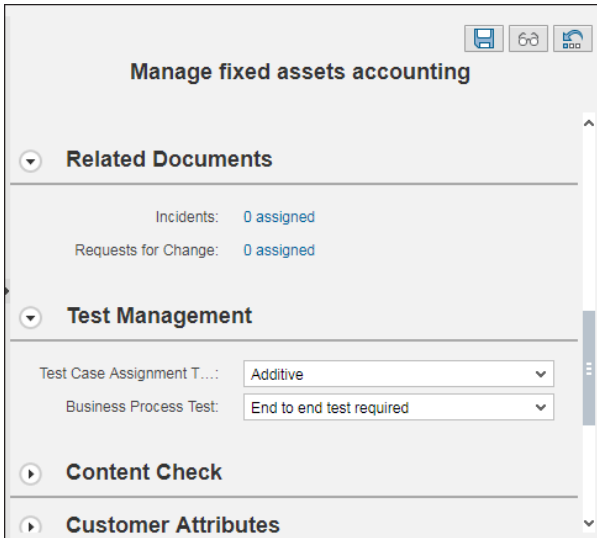 Manage fixed assets accounting
Related Documents
Incidents: 0 assigned
Requests for Change: 0 assigned
Test Management
Test Case Assignment T...: Additive
Business Process Test: End to end test required
Content Check
Customer Attributes